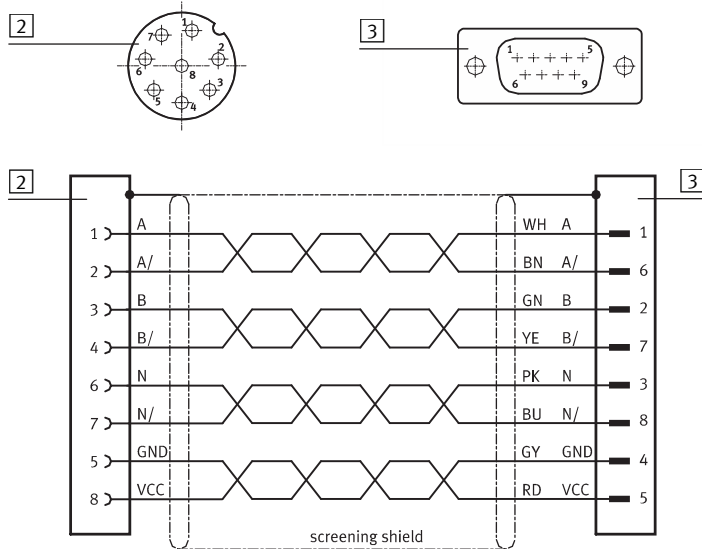 2
3
1
2
3
4
5
6
7
8
1
5
6
9
2
3
1 A WH A 1
2 A/ BN A/ 6
3 B GN B 2
4 B/ YE B/ 7
6 N PK N 3
7 N/ BU N/ 8
5 GND GY GND 4
8 VCC RD VCC 5
screening shield